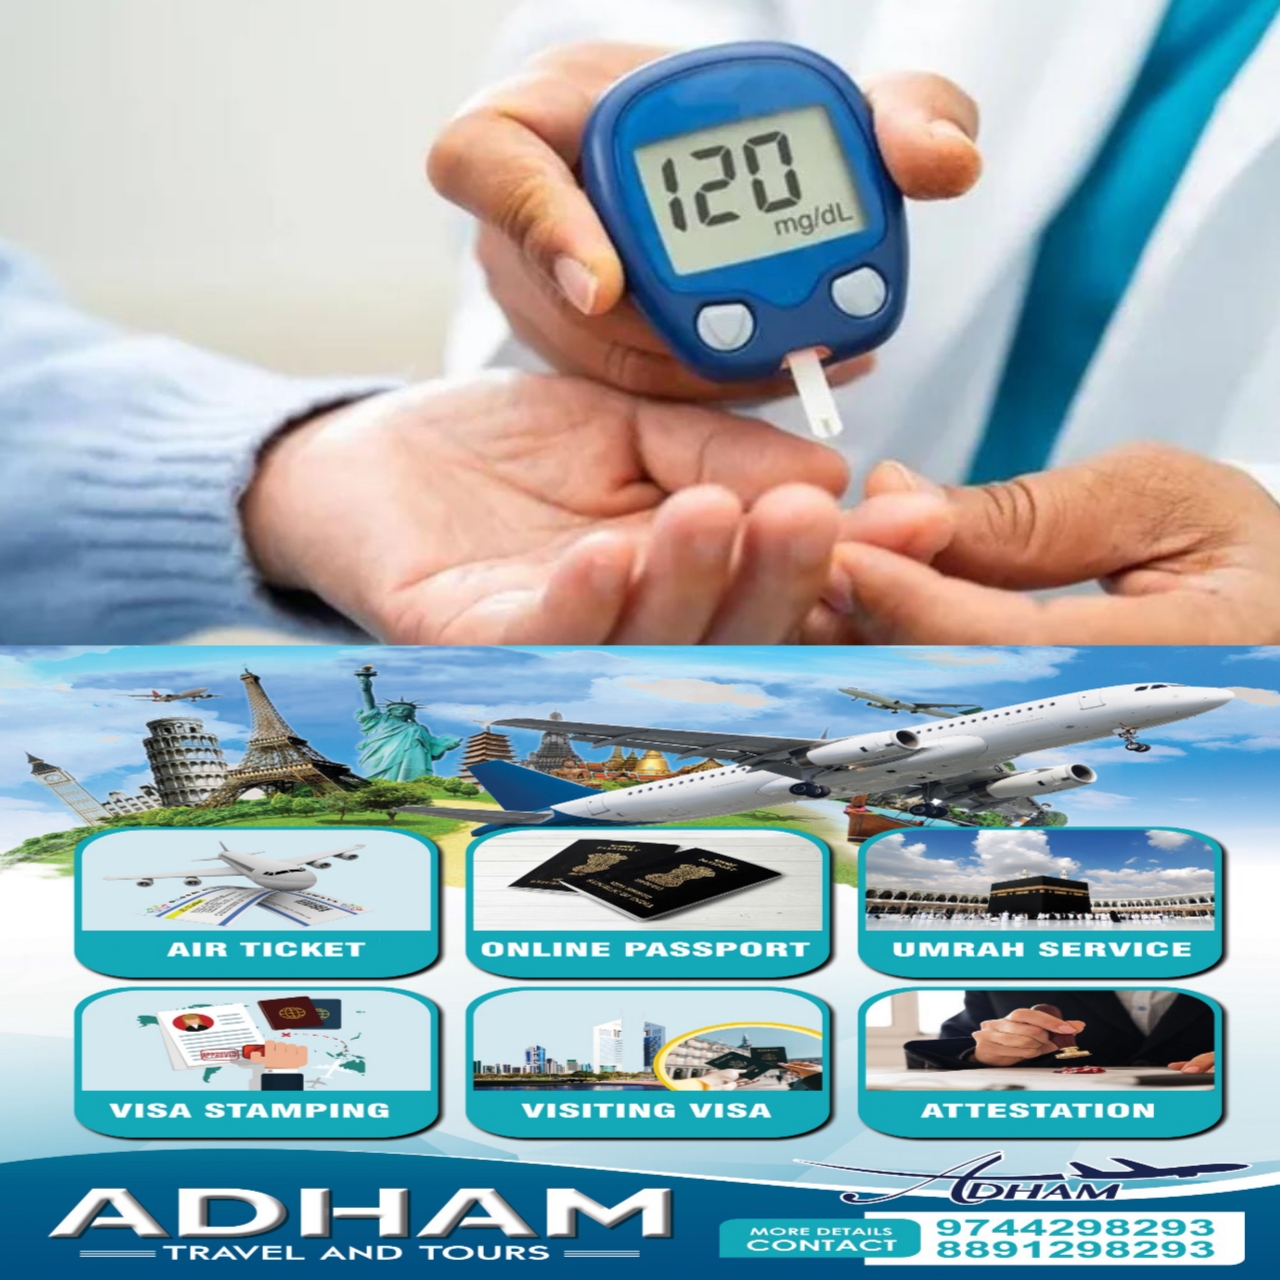 120
mg/dL
AIR TICKET
ONLINE PASSPORT
UMRAH SERVICE
VISA STAMPING
VISITING VISA
ATTESTATION
ADHAM
TRAVEL AND TOURS
ADHAM
MORE DETAILS
CONTACT
9744298293
8891298293